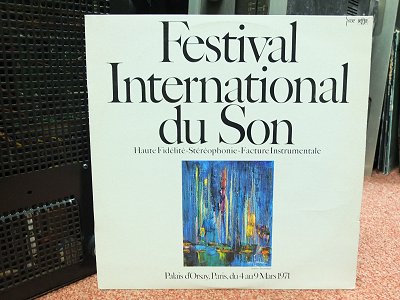 Festival
International
du Son
Haute Fidélité-Stéréophonie-Facture Instrumentale
Palais d'Orsay, Paris, du 4 au 9 Mars 1971